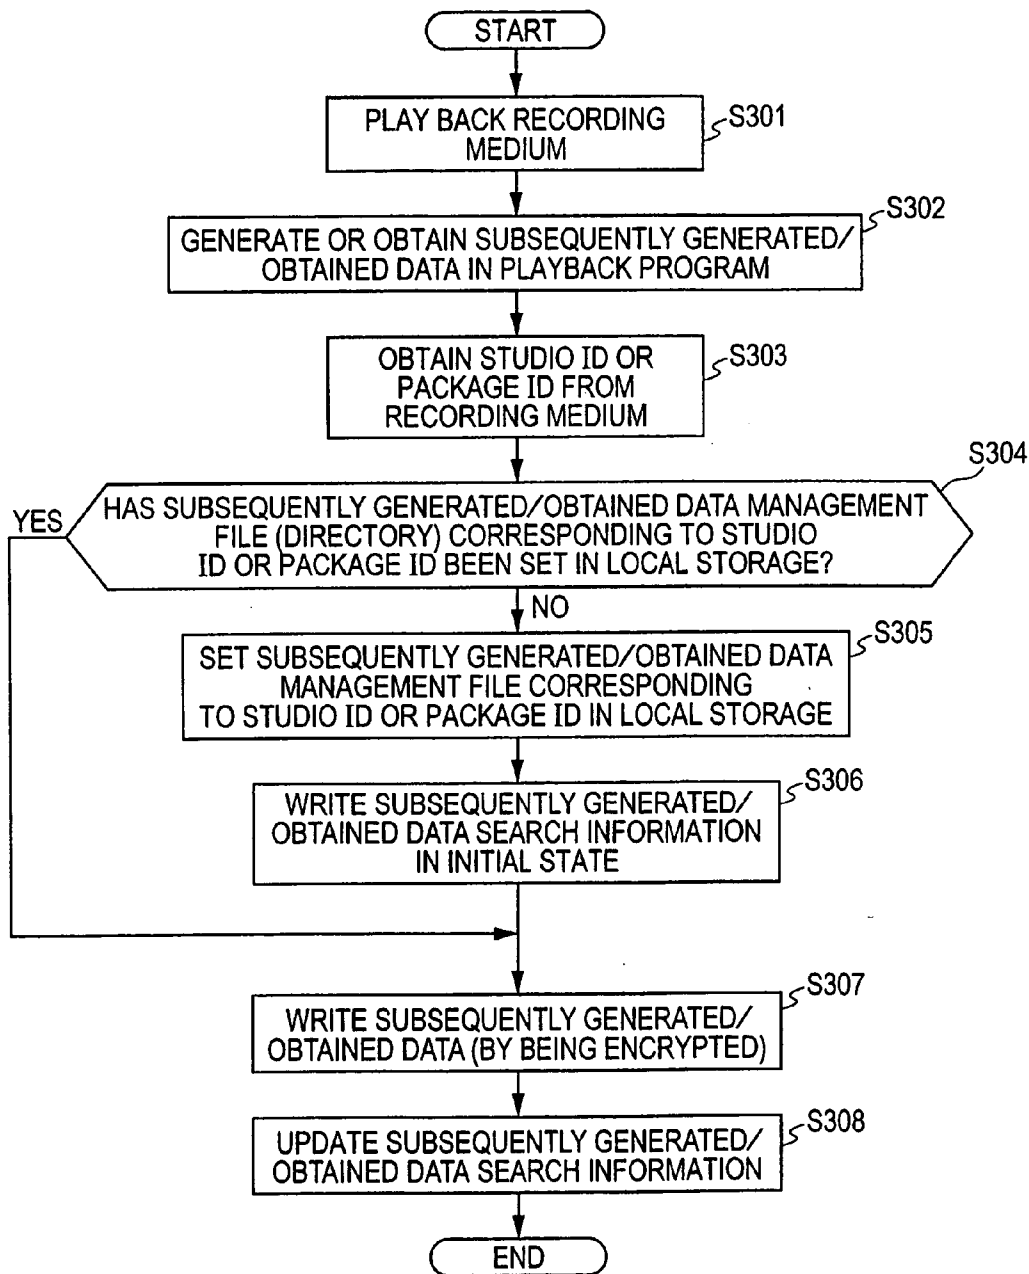 START
PLAY BACK RECORDING
MEDIUM
S301
GENERATE OR OBTAIN SUBSEQUENTLY GENERATED/
OBTAINED DATA IN PLAYBACK PROGRAM
S302
OBTAIN STUDIO ID OR
PACKAGE ID FROM
RECORDING MEDIUM
S303
S304
HAS SUBSEQUENTLY GENERATED/OBTAINED DATA MANAGEMENT
FILE (DIRECTORY) CORRESPONDING TO STUDIO
ID OR PACKAGE ID BEEN SET IN LOCAL STORAGE?
YES
NO
S305
SET SUBSEQUENTLY GENERATED/OBTAINED DATA
MANAGEMENT FILE CORRESPONDING
TO STUDIO ID OR PACKAGE ID IN LOCAL STORAGE
S306
WRITE SUBSEQUENTLY GENERATED/
OBTAINED DATA SEARCH INFORMATION
IN INITIAL STATE
S307
WRITE SUBSEQUENTLY GENERATED/
OBTAINED DATA (BY BEING ENCRYPTED)
S308
UPDATE SUBSEQUENTLY GENERATED/
OBTAINED DATA SEARCH INFORMATION
END